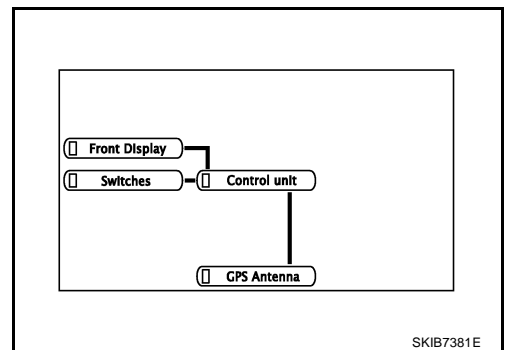 Front Display
Switches
Control unit
GPS Antenna
SKIB7381E